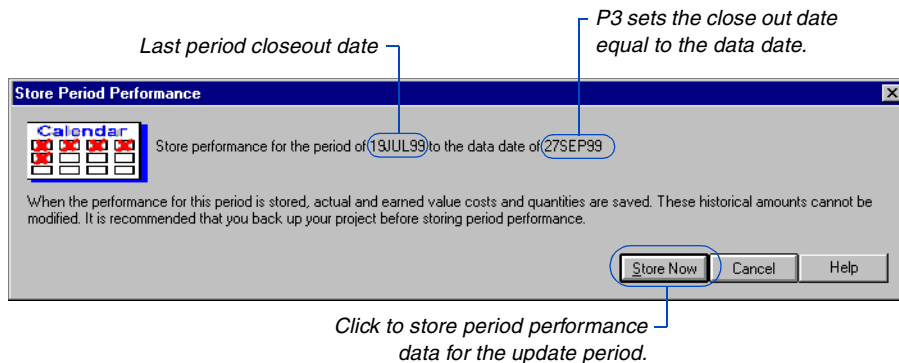 P3 sets the close out date
equal to the data date.
Last period closeout date
Store Period Performance
Calendar
Store performance for the period of 19JUL99 to the data date of 27SEP99
When the performance for this period is stored, actual and earned value costs and quantities are saved. These historical amounts cannot be
modified. It is recommended that you back up your project before storing period performance.
Store Now
Cancel
Help
Click to store period performance
data for the update period.